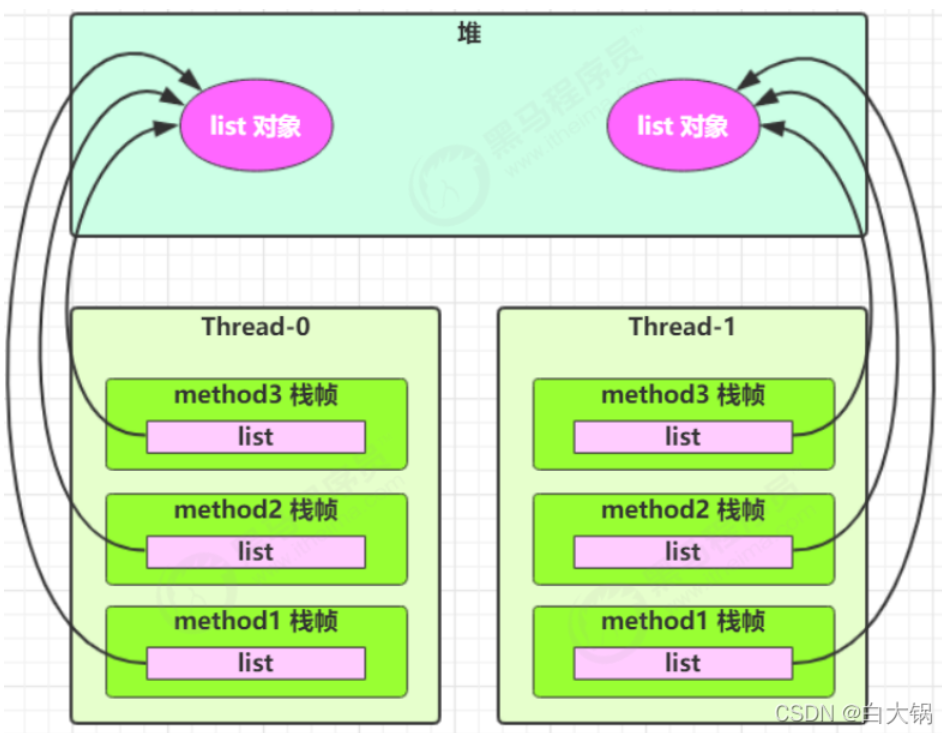 堆
list 对象
list 对象
黑马程序员
www.itheima.com
Thread-0
method3 栈帧
list
method2 栈帧
list
method1 栈帧
list
Thread-1
method3 栈帧
list
method2 栈帧
list
method1 栈帧
list
CSDN @白大锅